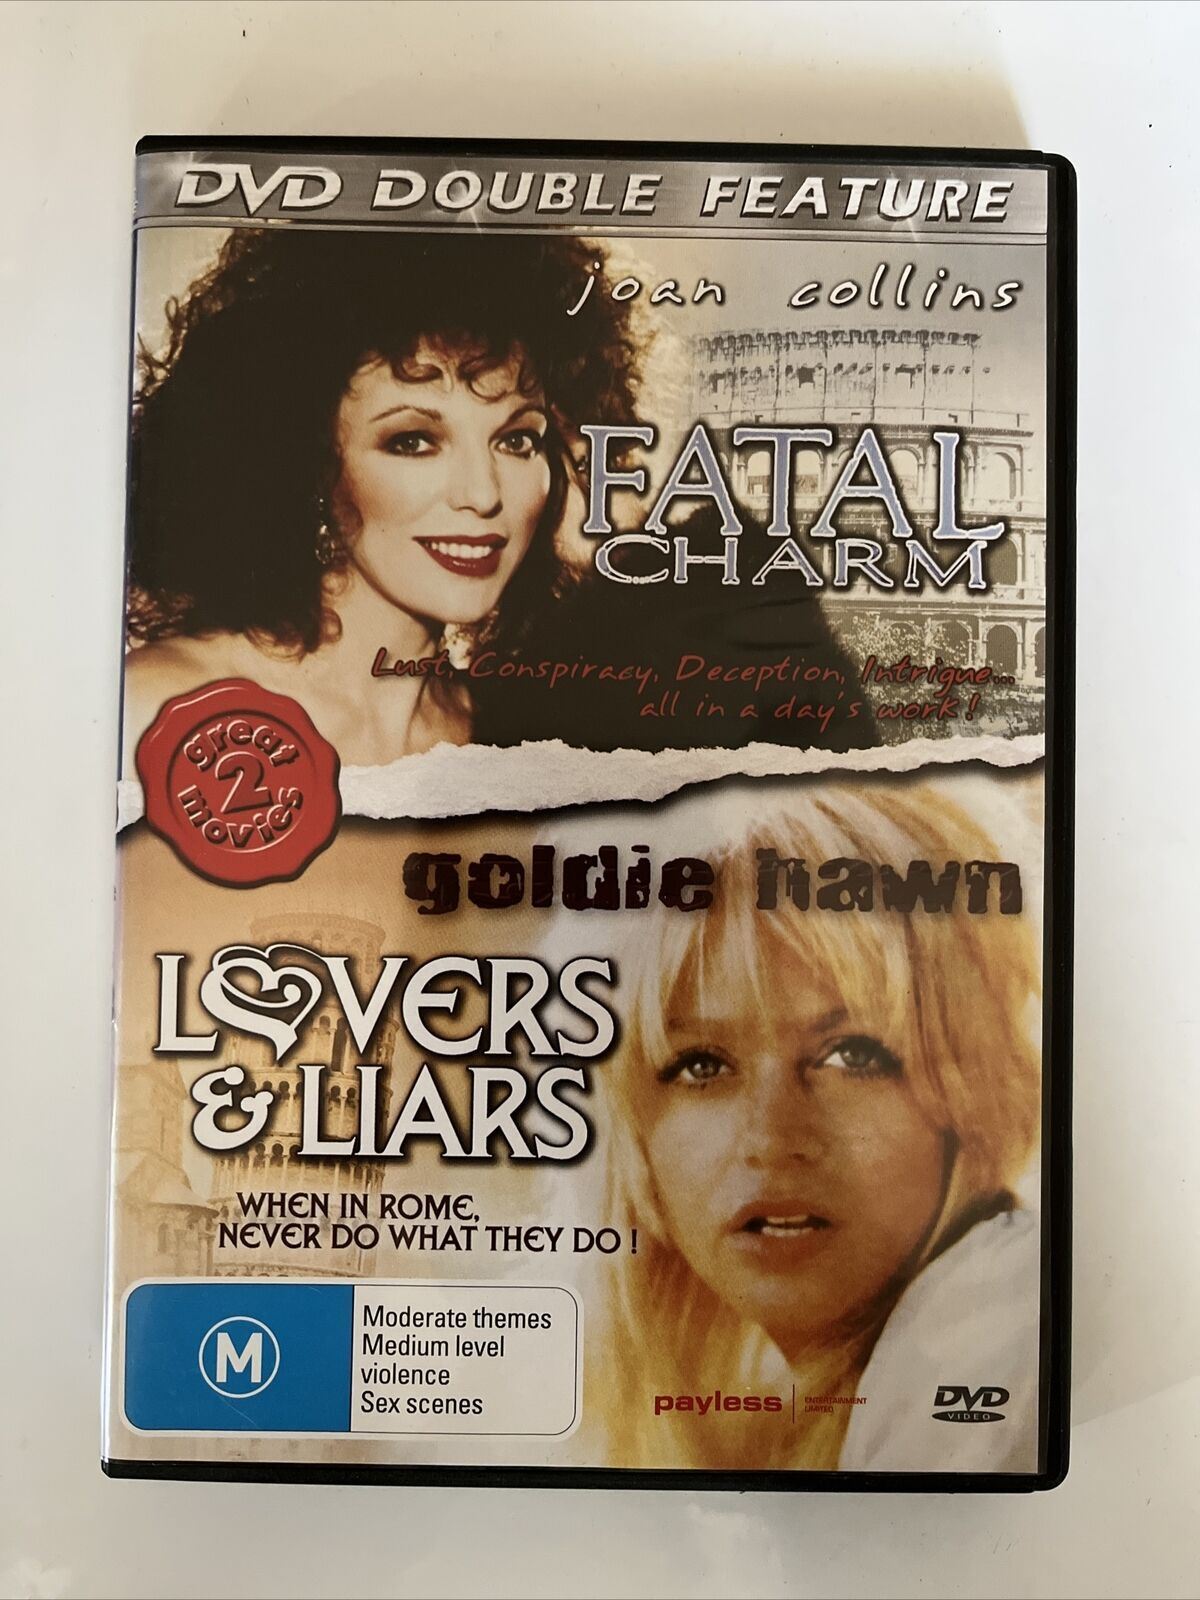 DVD DOUBLE FEATURE
joan collins
FATAL
CHARM
Lust, Conspiracy, Deception, Intrigue...
all in a day's work!
great
2
movies
goldie hawn
LOVERS
& LIARS
WHEN IN ROME,
NEVER DO WHAT THEY DO !
M
Moderate themes
Medium level
violence
Sex scenes
payless
ENTERTAINMENT
LIMITED
DVD
VIDEO